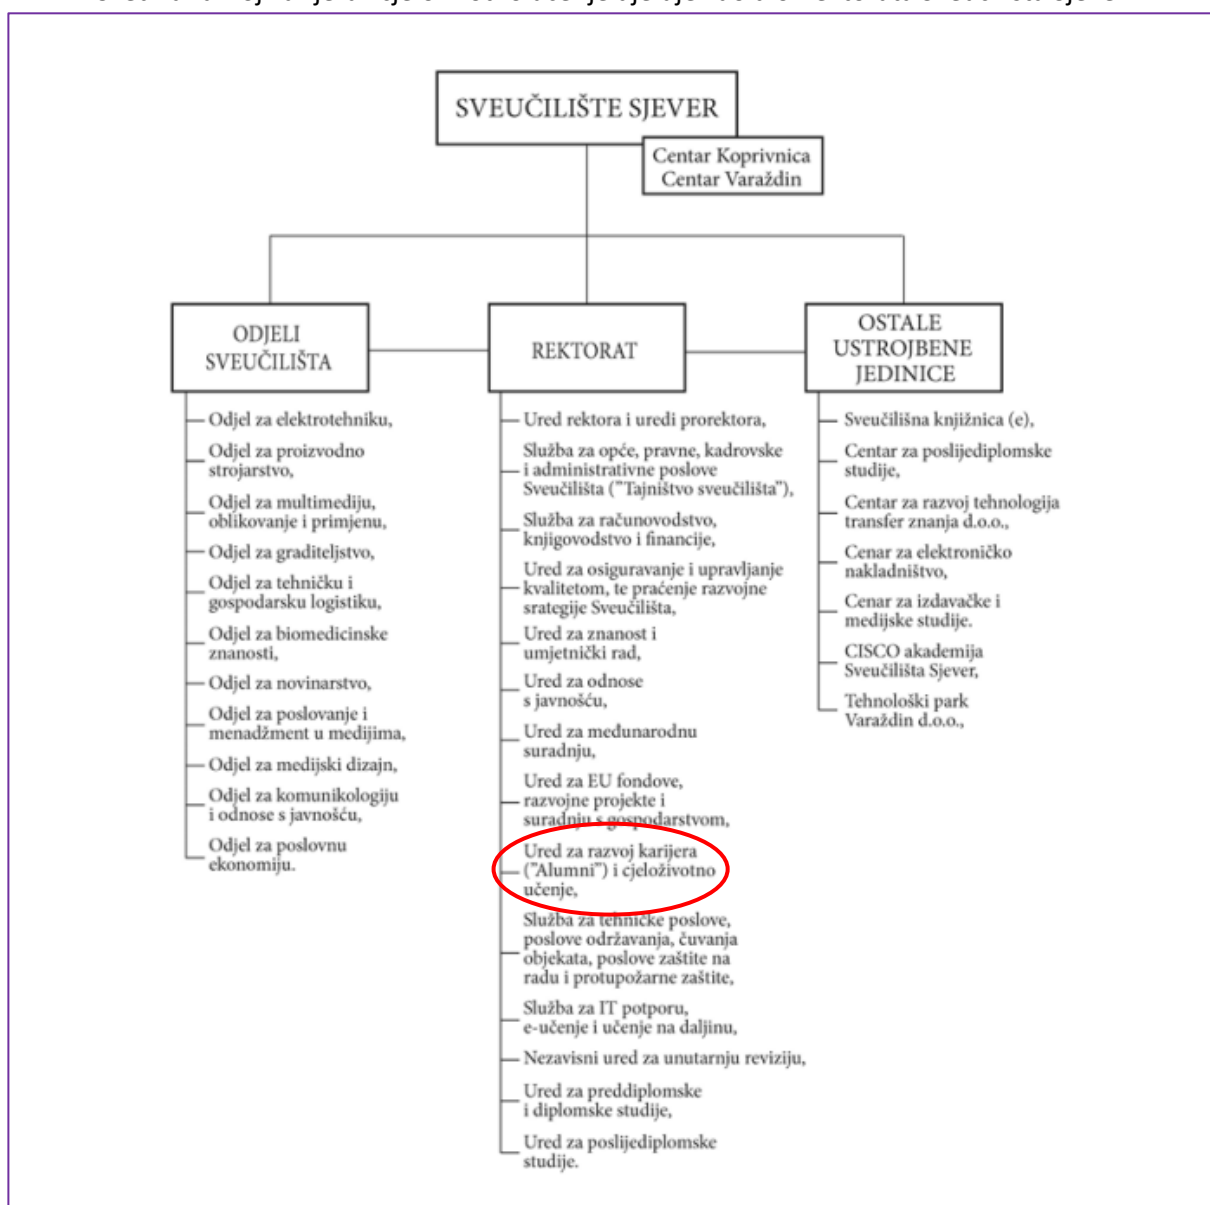 SVEUČILIŠTE SJEVER
Centar Koprivnica
Centar Varaždin
ODJELI
SVEUČILIŠTA
Odjel za elektrotehniku,
Odjel za proizvodno
strojarstvo,
Odjel za multimediju,
oblikovanje i primjenu,
Odjel za graditeljstvo,
Odjel za tehničku i
gospodarsku logistiku,
Odjel za biomedicinske
znanosti,
Odjel za novinarstvo,
Odjel za poslovanje i
menadžment u medijima,
Odjel za medijski dizajn,
Odjel za komunikologiju
i odnose s javnošću,
Odjel za poslovnu
ekonomiju.
REKTORAT
Ured rektora i uredi prorektora,
Služba za opće, pravne, kadrovske
i administrativne poslove
Sveučilišta ("Tajništvo sveučilišta"),
Služba za računovodstvo,
knjigovodstvo i financije,
Ured za osiguravanje i upravljanje
kvalitetom, te praćenje razvojne
srategije Sveučilišta,
Ured za znanost i
umjetnički rad,
Ured za odnose
s javnošću,
Ured za međunarodnu
suradnju,
Ured za EU fondove,
razvojne projekte i
suradnju s gospodarstvom,
Ured za razvoj karijera
("Alumni") i cjeloživotno
učenje,
Služba za tehničke poslove,
poslove održavanja, čuvanja
objekata, poslove zaštite na
radu i protupožarne zaštite,
Služba za IT potporu,
e-učenje i učenje na daljinu,
Nezavisni ured za unutarnju reviziju,
Ured za preddiplomske
i diplomske studije,
Ured za poslijediplomske
studije.
OSTALE
USTROJBENE
JEDINICE
Sveučilišna knjižnica (e),
Centar za poslijediplomske
studije,
Centar za razvoj tehnologija
transfer znanja d.o.o.,
Cenar za elektroničko
nakladništvo,
Cenar za izdavačke i
medijske studije.
CISCO akademija
Sveučilišta Sjever,
Tehnološki park
Varaždin d.o.o.,